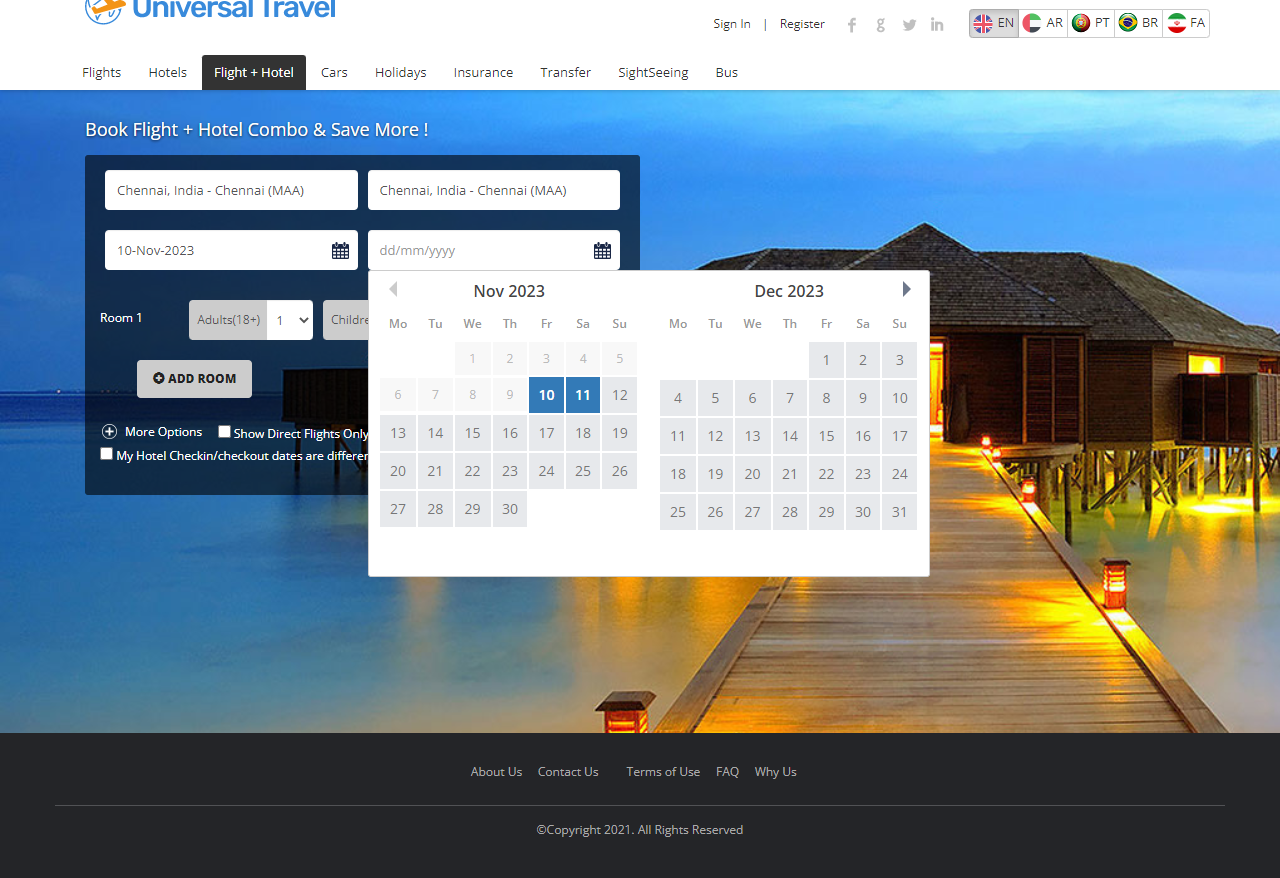 Universal Travel
Sign In | Register
EN AR PT BR FA
Flights Hotels Flight + Hotel Cars Holidays Insurance Transfer SightSeeing Bus
Book Flight + Hotel Combo & Save More !
Chennai, India - Chennai (MAA) Chennai, India - Chennai (MAA)
10-Nov-2023 dd/mm/yyyy
Room 1 Adults(18+) 1 Childre
ADD ROOM
More Options Show Direct Flights Only
My Hotel Checkin/checkout dates are differen
Nov 2023
Mo Tu We Th Fr Sa Su
1 2 3 4 5
6 7 8 9 10 11 12
13 14 15 16 17 18 19
20 21 22 23 24 25 26
27 28 29 30
Dec 2023
Mo Tu We Th Fr Sa Su
1 2 3
4 5 6 7 8 9 10
11 12 13 14 15 16 17
18 19 20 21 22 23 24
25 26 27 28 29 30 31
About Us Contact Us Terms of Use FAQ Why Us
©Copyright 2021. All Rights Reserved